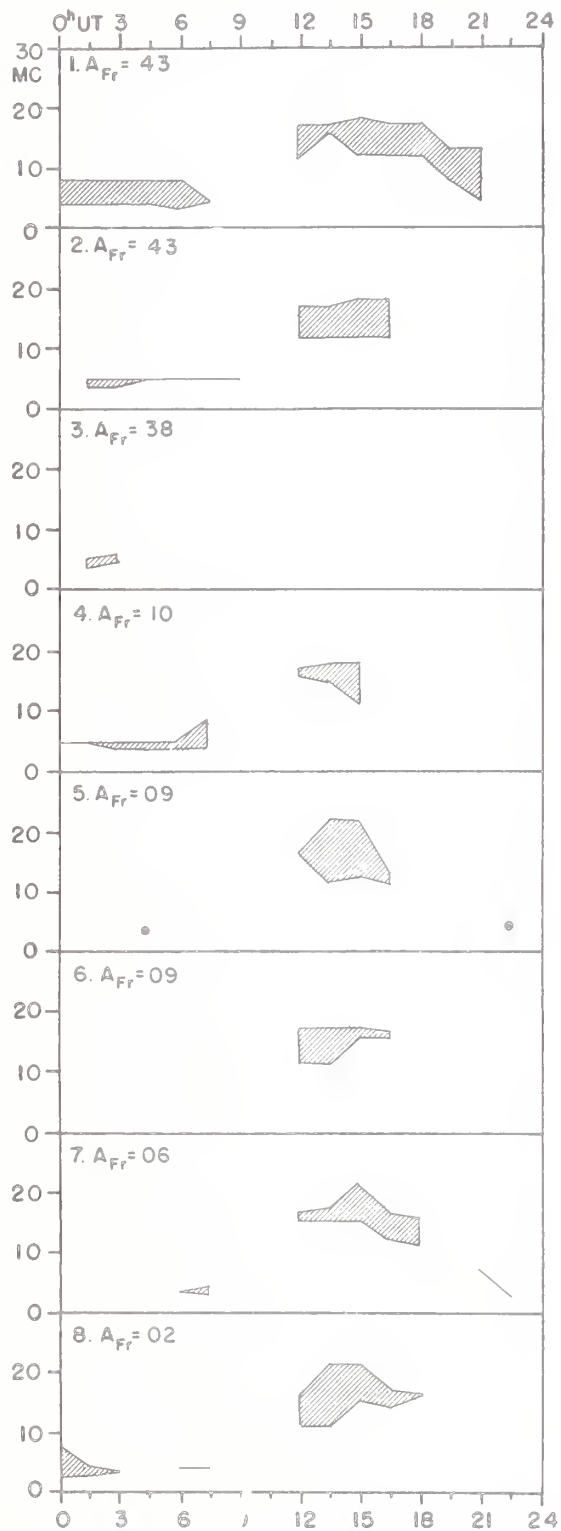 0ʰUT 3 6 9 12 15 18 21 24
30
MC
1. A_Fr = 43
20
10
0
2. A_Fr = 43
20
10
0
3. A_Fr = 38
20
10
0
4. A_Fr = 10
20
10
0
5. A_Fr = 09
20
10
0
6. A_Fr = 09
20
10
0
7. A_Fr = 06
20
10
0
8. A_Fr = 02
20
10
0
0 3 6 12 15 18 21 24